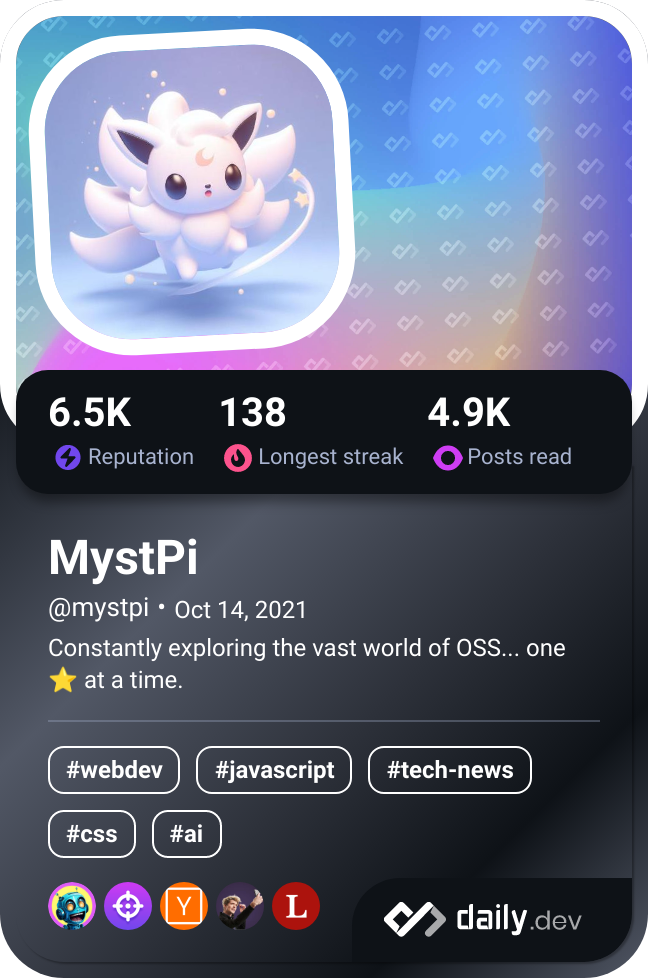 6.5K 138 4.9K
Reputation Longest streak Posts read
MystPi
@mystpi • Oct 14, 2021
Constantly exploring the vast world of OSS... one
⭐ at a time.
#webdev #javascript #tech-news
#css #ai
Y L
daily.dev